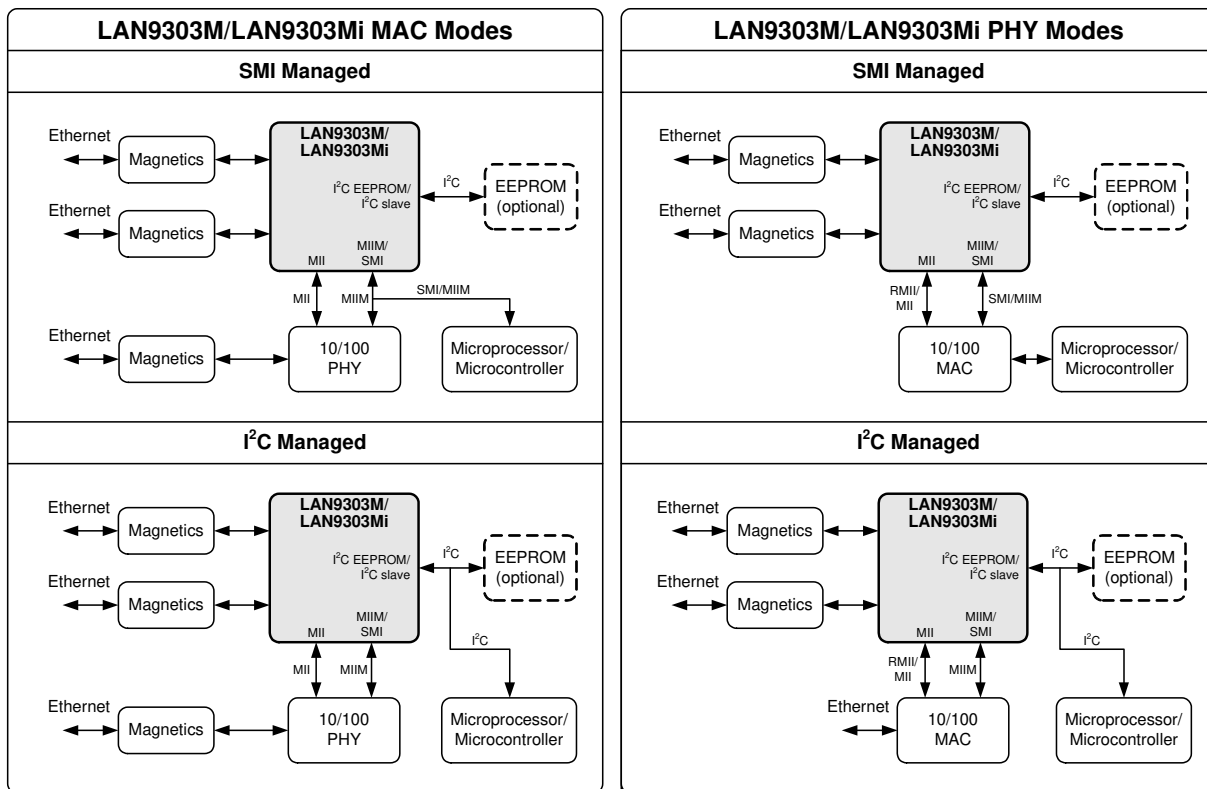 LAN9303M/LAN9303Mi MAC Modes
SMI Managed
Ethernet
Magnetics
LAN9303M/
LAN9303Mi
I²C EEPROM/
I²C slave
I²C
EEPROM
(optional)
Ethernet
Magnetics
MII
MIIM/
SMI
MII
MIIM
SMI/MIIM
Ethernet
Magnetics
10/100
PHY
Microprocessor/
Microcontroller
I²C Managed
Ethernet
Magnetics
LAN9303M/
LAN9303Mi
I²C EEPROM/
I²C slave
I²C
EEPROM
(optional)
Ethernet
Magnetics
MII
MIIM/
SMI
MII
MIIM
I²C
Ethernet
Magnetics
10/100
PHY
Microprocessor/
Microcontroller
LAN9303M/LAN9303Mi PHY Modes
SMI Managed
Ethernet
Magnetics
LAN9303M/
LAN9303Mi
I²C EEPROM/
I²C slave
I²C
EEPROM
(optional)
Ethernet
Magnetics
MII
MIIM/
SMI
RMII/
MII
SMI/MIIM
10/100
MAC
Microprocessor/
Microcontroller
I²C Managed
Ethernet
Magnetics
LAN9303M/
LAN9303Mi
I²C EEPROM/
I²C slave
I²C
EEPROM
(optional)
Ethernet
Magnetics
MII
MIIM/
SMI
RMII/
MII
MIIM
I²C
Ethernet
10/100
MAC
Microprocessor/
Microcontroller